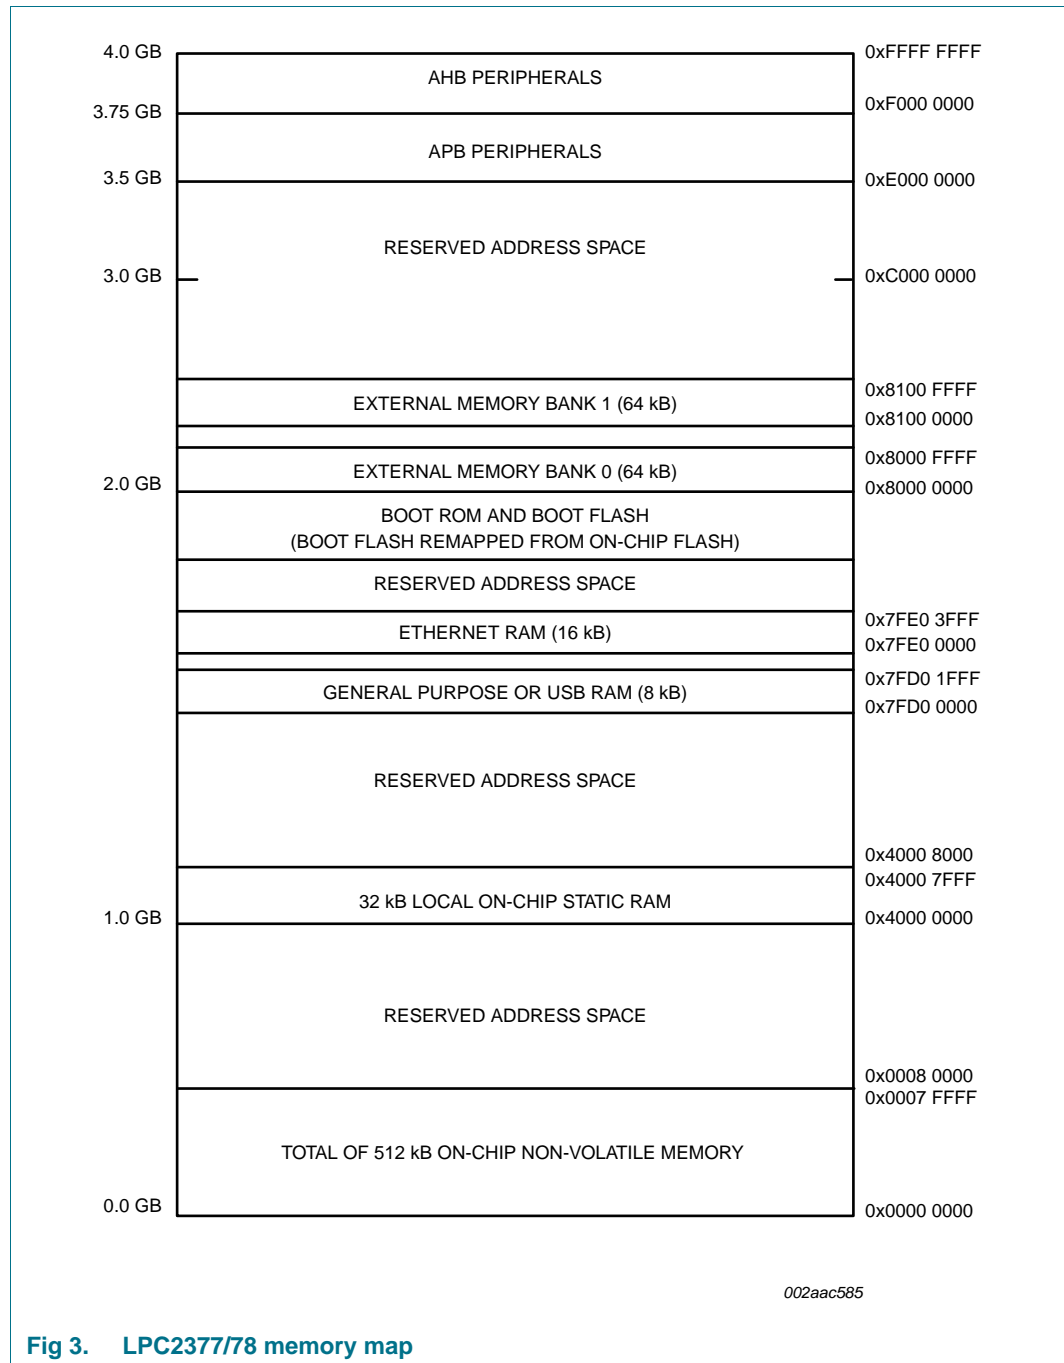 4.0 GB 0xFFFF FFFF
AHB PERIPHERALS
3.75 GB 0xF000 0000
APB PERIPHERALS
3.5 GB 0xE000 0000
RESERVED ADDRESS SPACE
3.0 GB 0xC000 0000
0x8100 FFFF
EXTERNAL MEMORY BANK 1 (64 kB)
0x8100 0000
0x8000 FFFF
EXTERNAL MEMORY BANK 0 (64 kB)
2.0 GB 0x8000 0000
BOOT ROM AND BOOT FLASH
(BOOT FLASH REMAPPED FROM ON-CHIP FLASH)
RESERVED ADDRESS SPACE
0x7FE0 3FFF
ETHERNET RAM (16 kB)
0x7FE0 0000
0x7FD0 1FFF
GENERAL PURPOSE OR USB RAM (8 kB)
0x7FD0 0000
RESERVED ADDRESS SPACE
0x4000 8000
0x4000 7FFF
32 kB LOCAL ON-CHIP STATIC RAM
1.0 GB 0x4000 0000
RESERVED ADDRESS SPACE
0x0008 0000
0x0007 FFFF
TOTAL OF 512 kB ON-CHIP NON-VOLATILE MEMORY
0.0 GB 0x0000 0000
002aac585
Fig 3. LPC2377/78 memory map